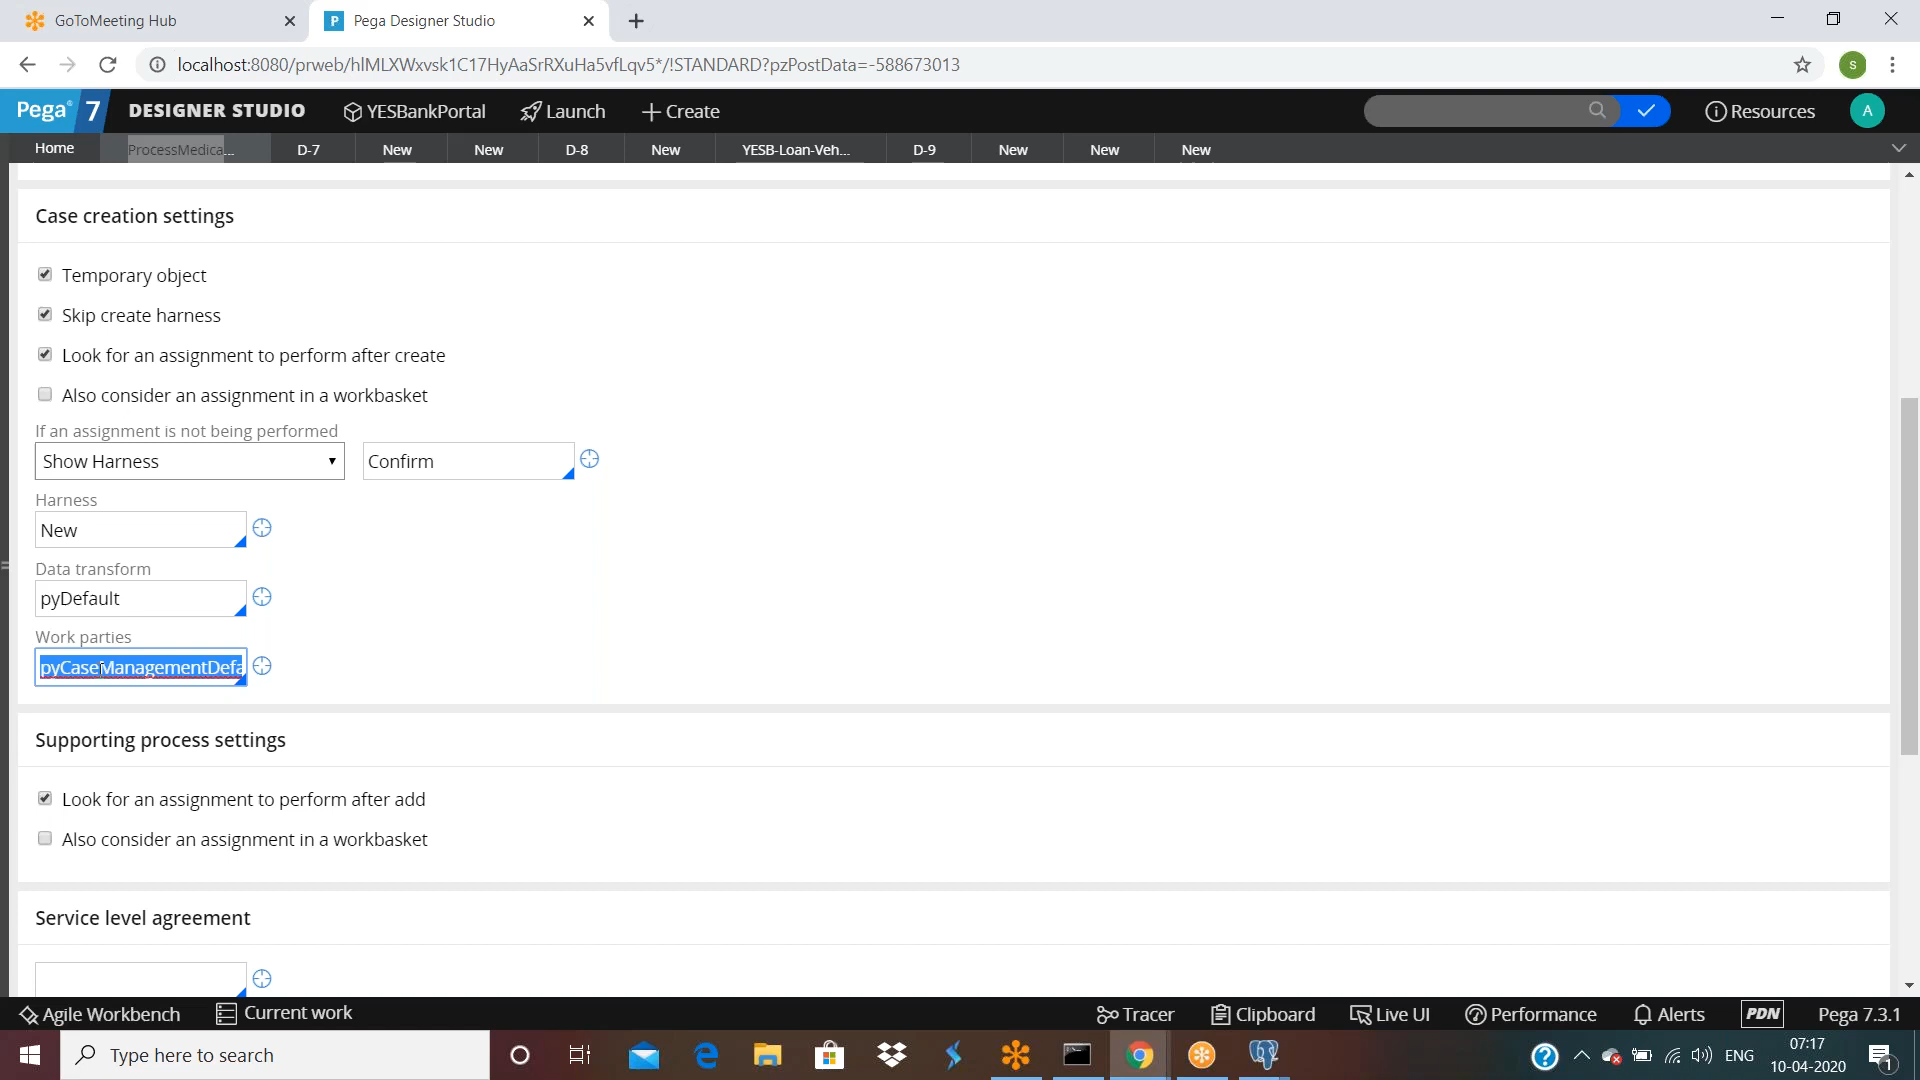 GoToMeeting Hub
Pega Designer Studio
localhost:8080/prweb/hlMLXWxvsk1C17HyAaSrRXuHa5vfLqv5*/!STANDARD?pzPostData=-588673013
S
Pega 7 DESIGNER STUDIO YESBankPortal Launch Create Resources A
Home ProcessMedica... D-7 New New D-8 New YESB-Loan-Veh... D-9 New New New
Case creation settings
Temporary object
Skip create harness
Look for an assignment to perform after create
Also consider an assignment in a workbasket
If an assignment is not being performed
Show Harness Confirm
Harness
New
Data transform
pyDefault
Work parties
pyCaseManagementDefa
Supporting process settings
Look for an assignment to perform after add
Also consider an assignment in a workbasket
Service level agreement
Agile Workbench Current work Tracer Clipboard Live UI Performance Alerts PDN Pega 7.3.1
Type here to search
ENG
07:17
10-04-2020
1